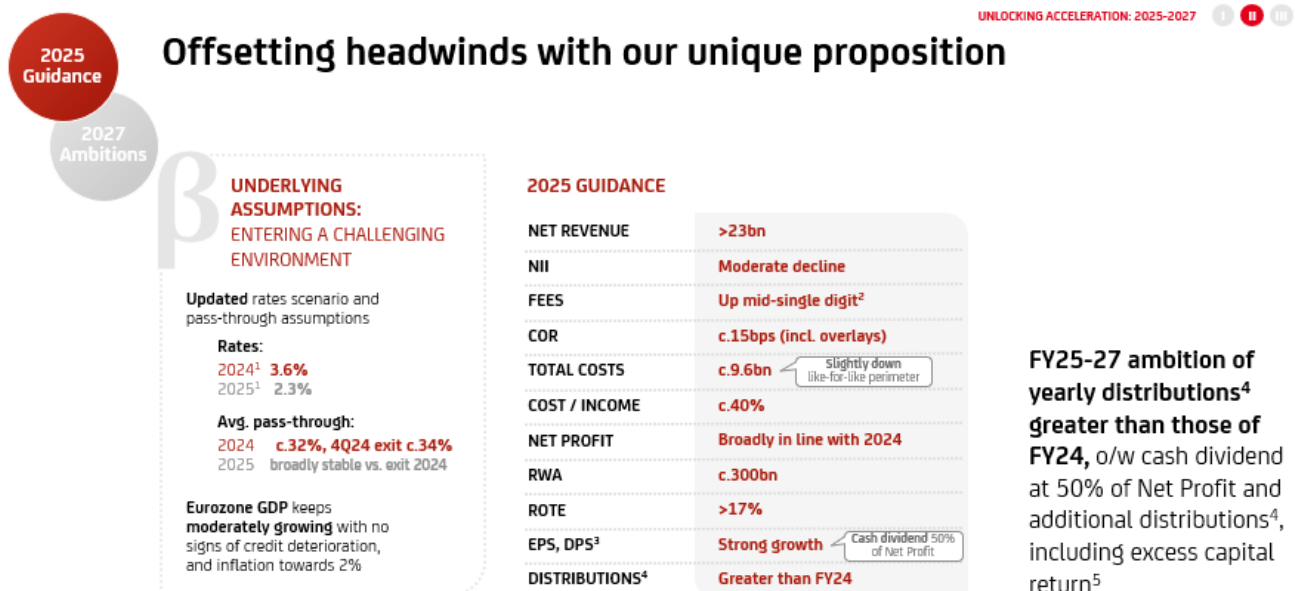 UNLOCKING ACCELERATION: 2025-2027 I II III
2025
Guidance
2027
Ambitions
Offsetting headwinds with our unique proposition
β
UNDERLYING
ASSUMPTIONS:
ENTERING A CHALLENGING
ENVIRONMENT
Updated rates scenario and
pass-through assumptions
Rates:
2024¹ 3.6%
2025¹ 2.3%
Avg. pass-through:
2024 c.32%, 4Q24 exit c.34%
2025 broadly stable vs. exit 2024
Eurozone GDP keeps
moderately growing with no
signs of credit deterioration,
and inflation towards 2%
2025 GUIDANCE
NET REVENUE >23bn
NII Moderate decline
FEES Up mid-single digit²
COR c.15bps (incl. overlays)
TOTAL COSTS c.9.6bn Slightly down
like-for-like perimeter
COST / INCOME c.40%
NET PROFIT Broadly in line with 2024
RWA c.300bn
ROTE >17%
EPS, DPS³ Strong growth Cash dividend 50%
of Net Profit
DISTRIBUTIONS⁴ Greater than FY24
FY25-27 ambition of
yearly distributions⁴
greater than those of
FY24, o/w cash dividend
at 50% of Net Profit and
additional distributions⁴,
including excess capital
return⁵